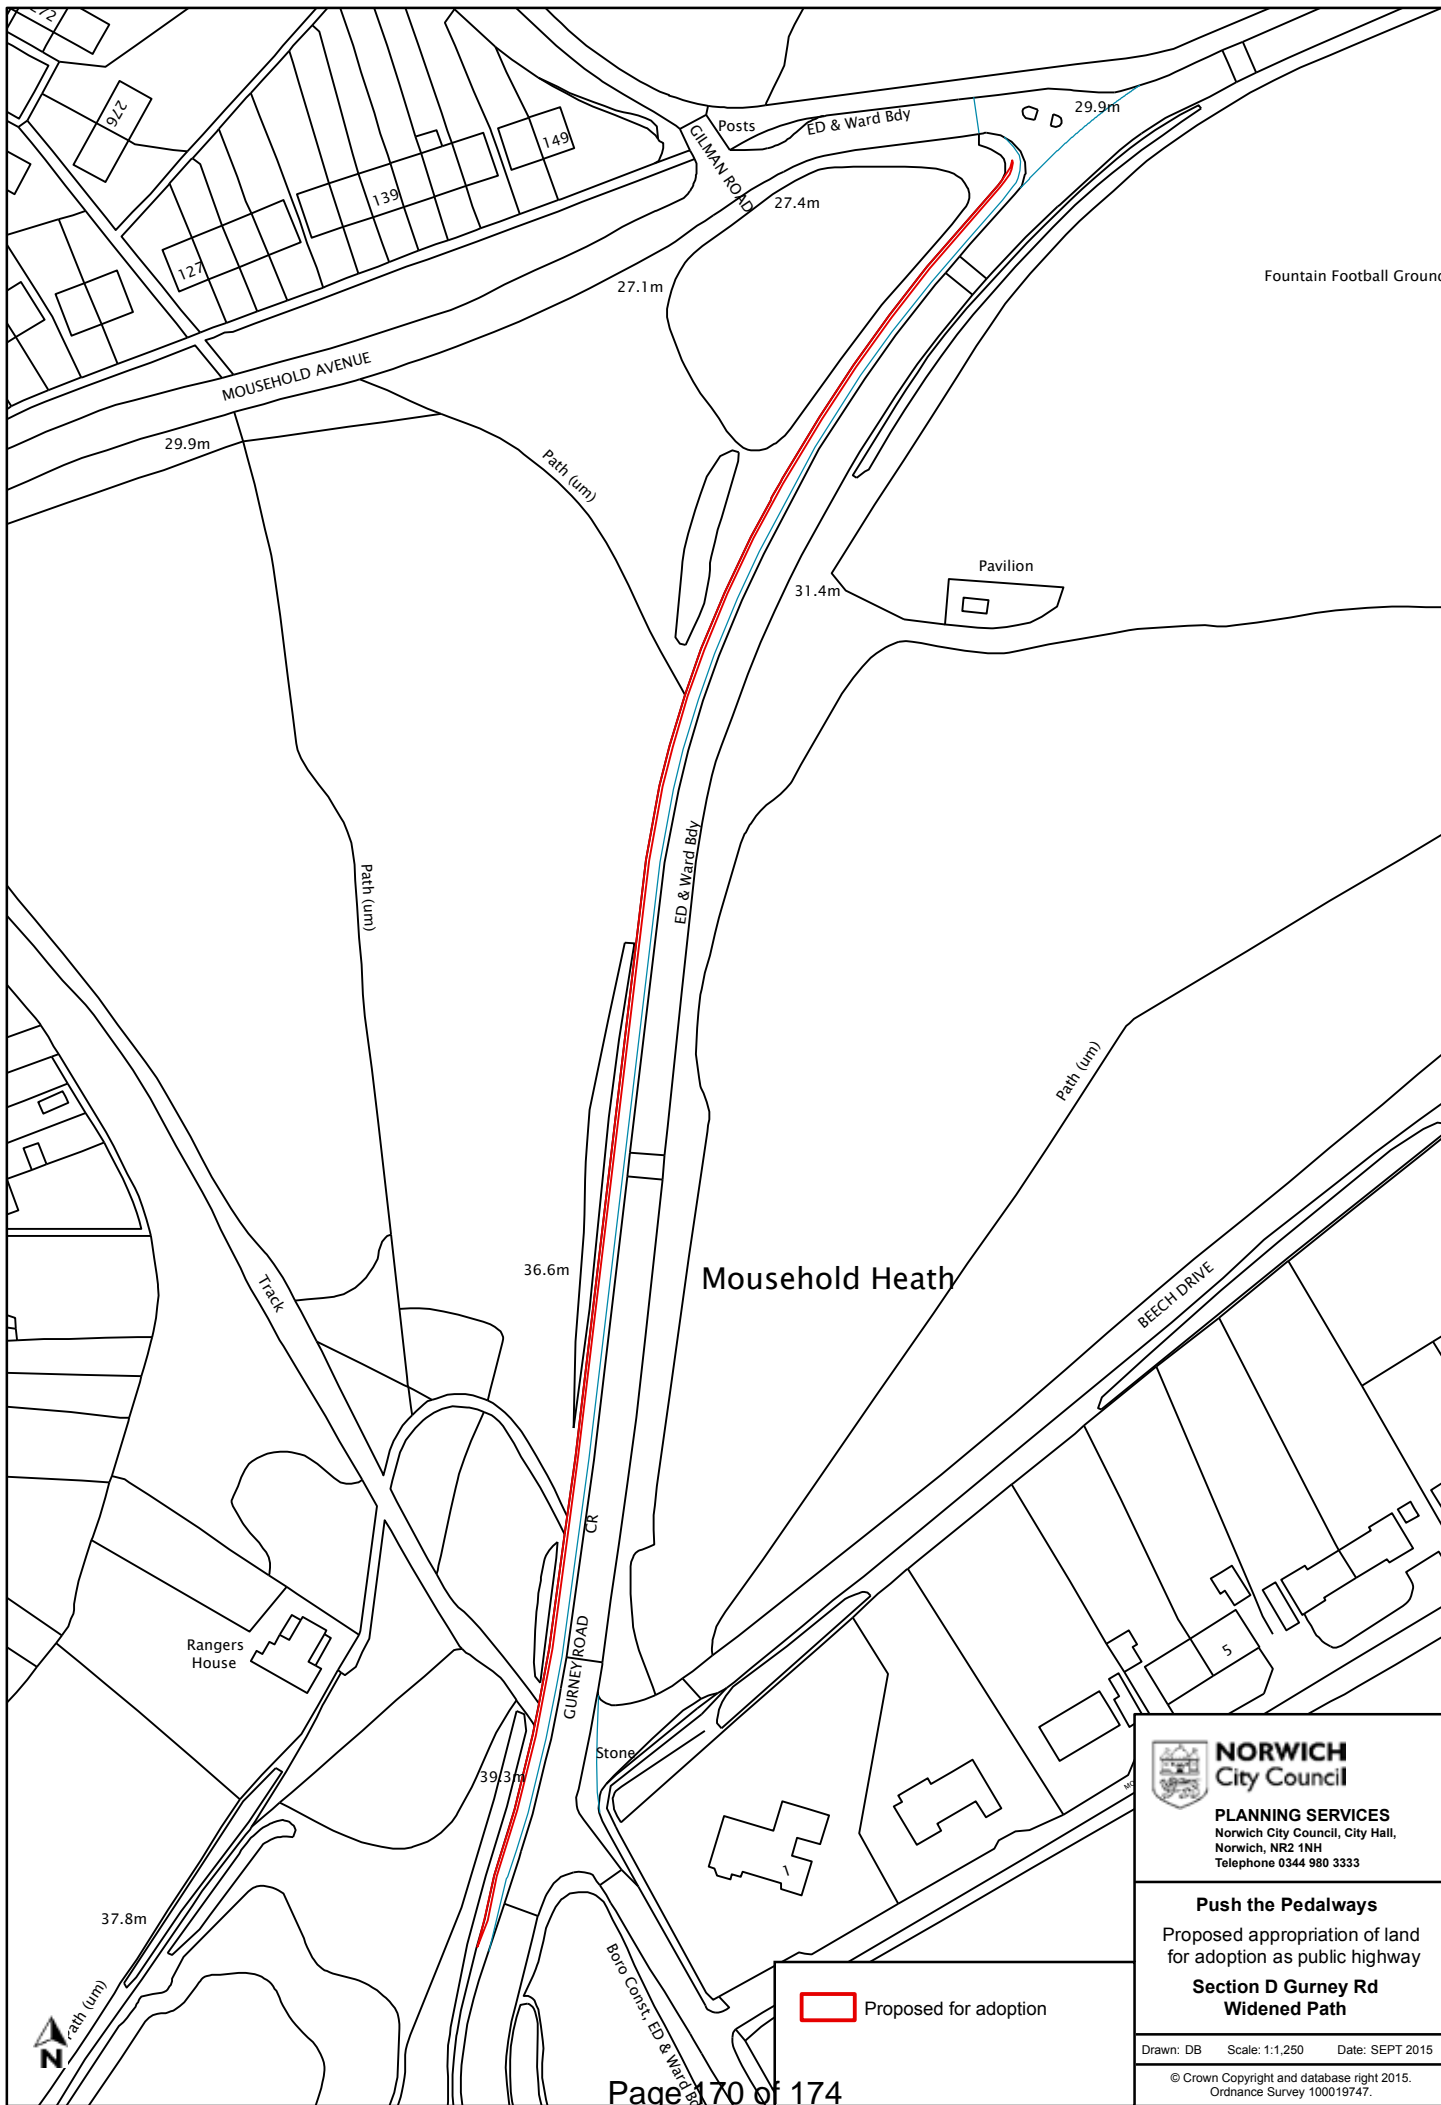 272
276
149
139
127
GILMAN ROAD
Posts
ED & Ward Bdy
29.9m
27.4m
27.1m
Fountain Football Ground
MOUSEHOLD AVENUE
29.9m
Path (um)
Pavilion
31.4m
ED & Ward Bdy
Path (um)
Path (um)
36.6m
Mousehold Heath
Track
BEECH DRIVE
CR
GURNEY ROAD
Rangers
House
Stone
39.3m
5
1
37.8m
Path (um)
Boro Const, ED & Ward Bdy
N
Proposed for adoption
NORWICH
City Council
PLANNING SERVICES
Norwich City Council, City Hall,
Norwich, NR2 1NH
Telephone 0344 980 3333
Push the Pedalways
Proposed appropriation of land
for adoption as public highway
Section D Gurney Rd
Widened Path
Drawn: DB Scale: 1:1,250 Date: SEPT 2015
© Crown Copyright and database right 2015.
Ordnance Survey 100019747.
Page 170 of 174